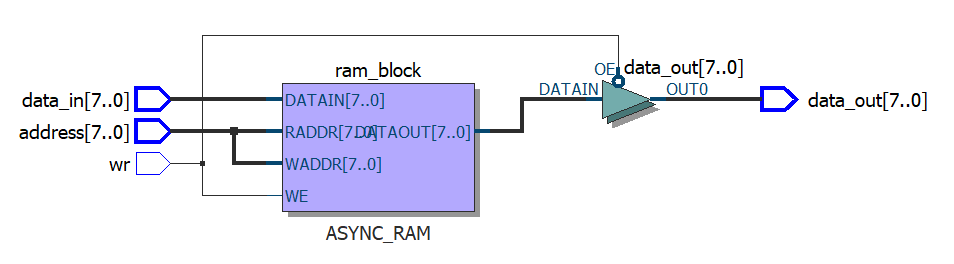 ram_block
data_in[7..0]
address[7..0]
wr
DATAIN[7..0]
RADDR[7..0]
DATAOUT[7..0]
WADDR[7..0]
WE
ASYNC_RAM
OE
data_out[7..0]
DATAIN
OUT0
data_out[7..0]